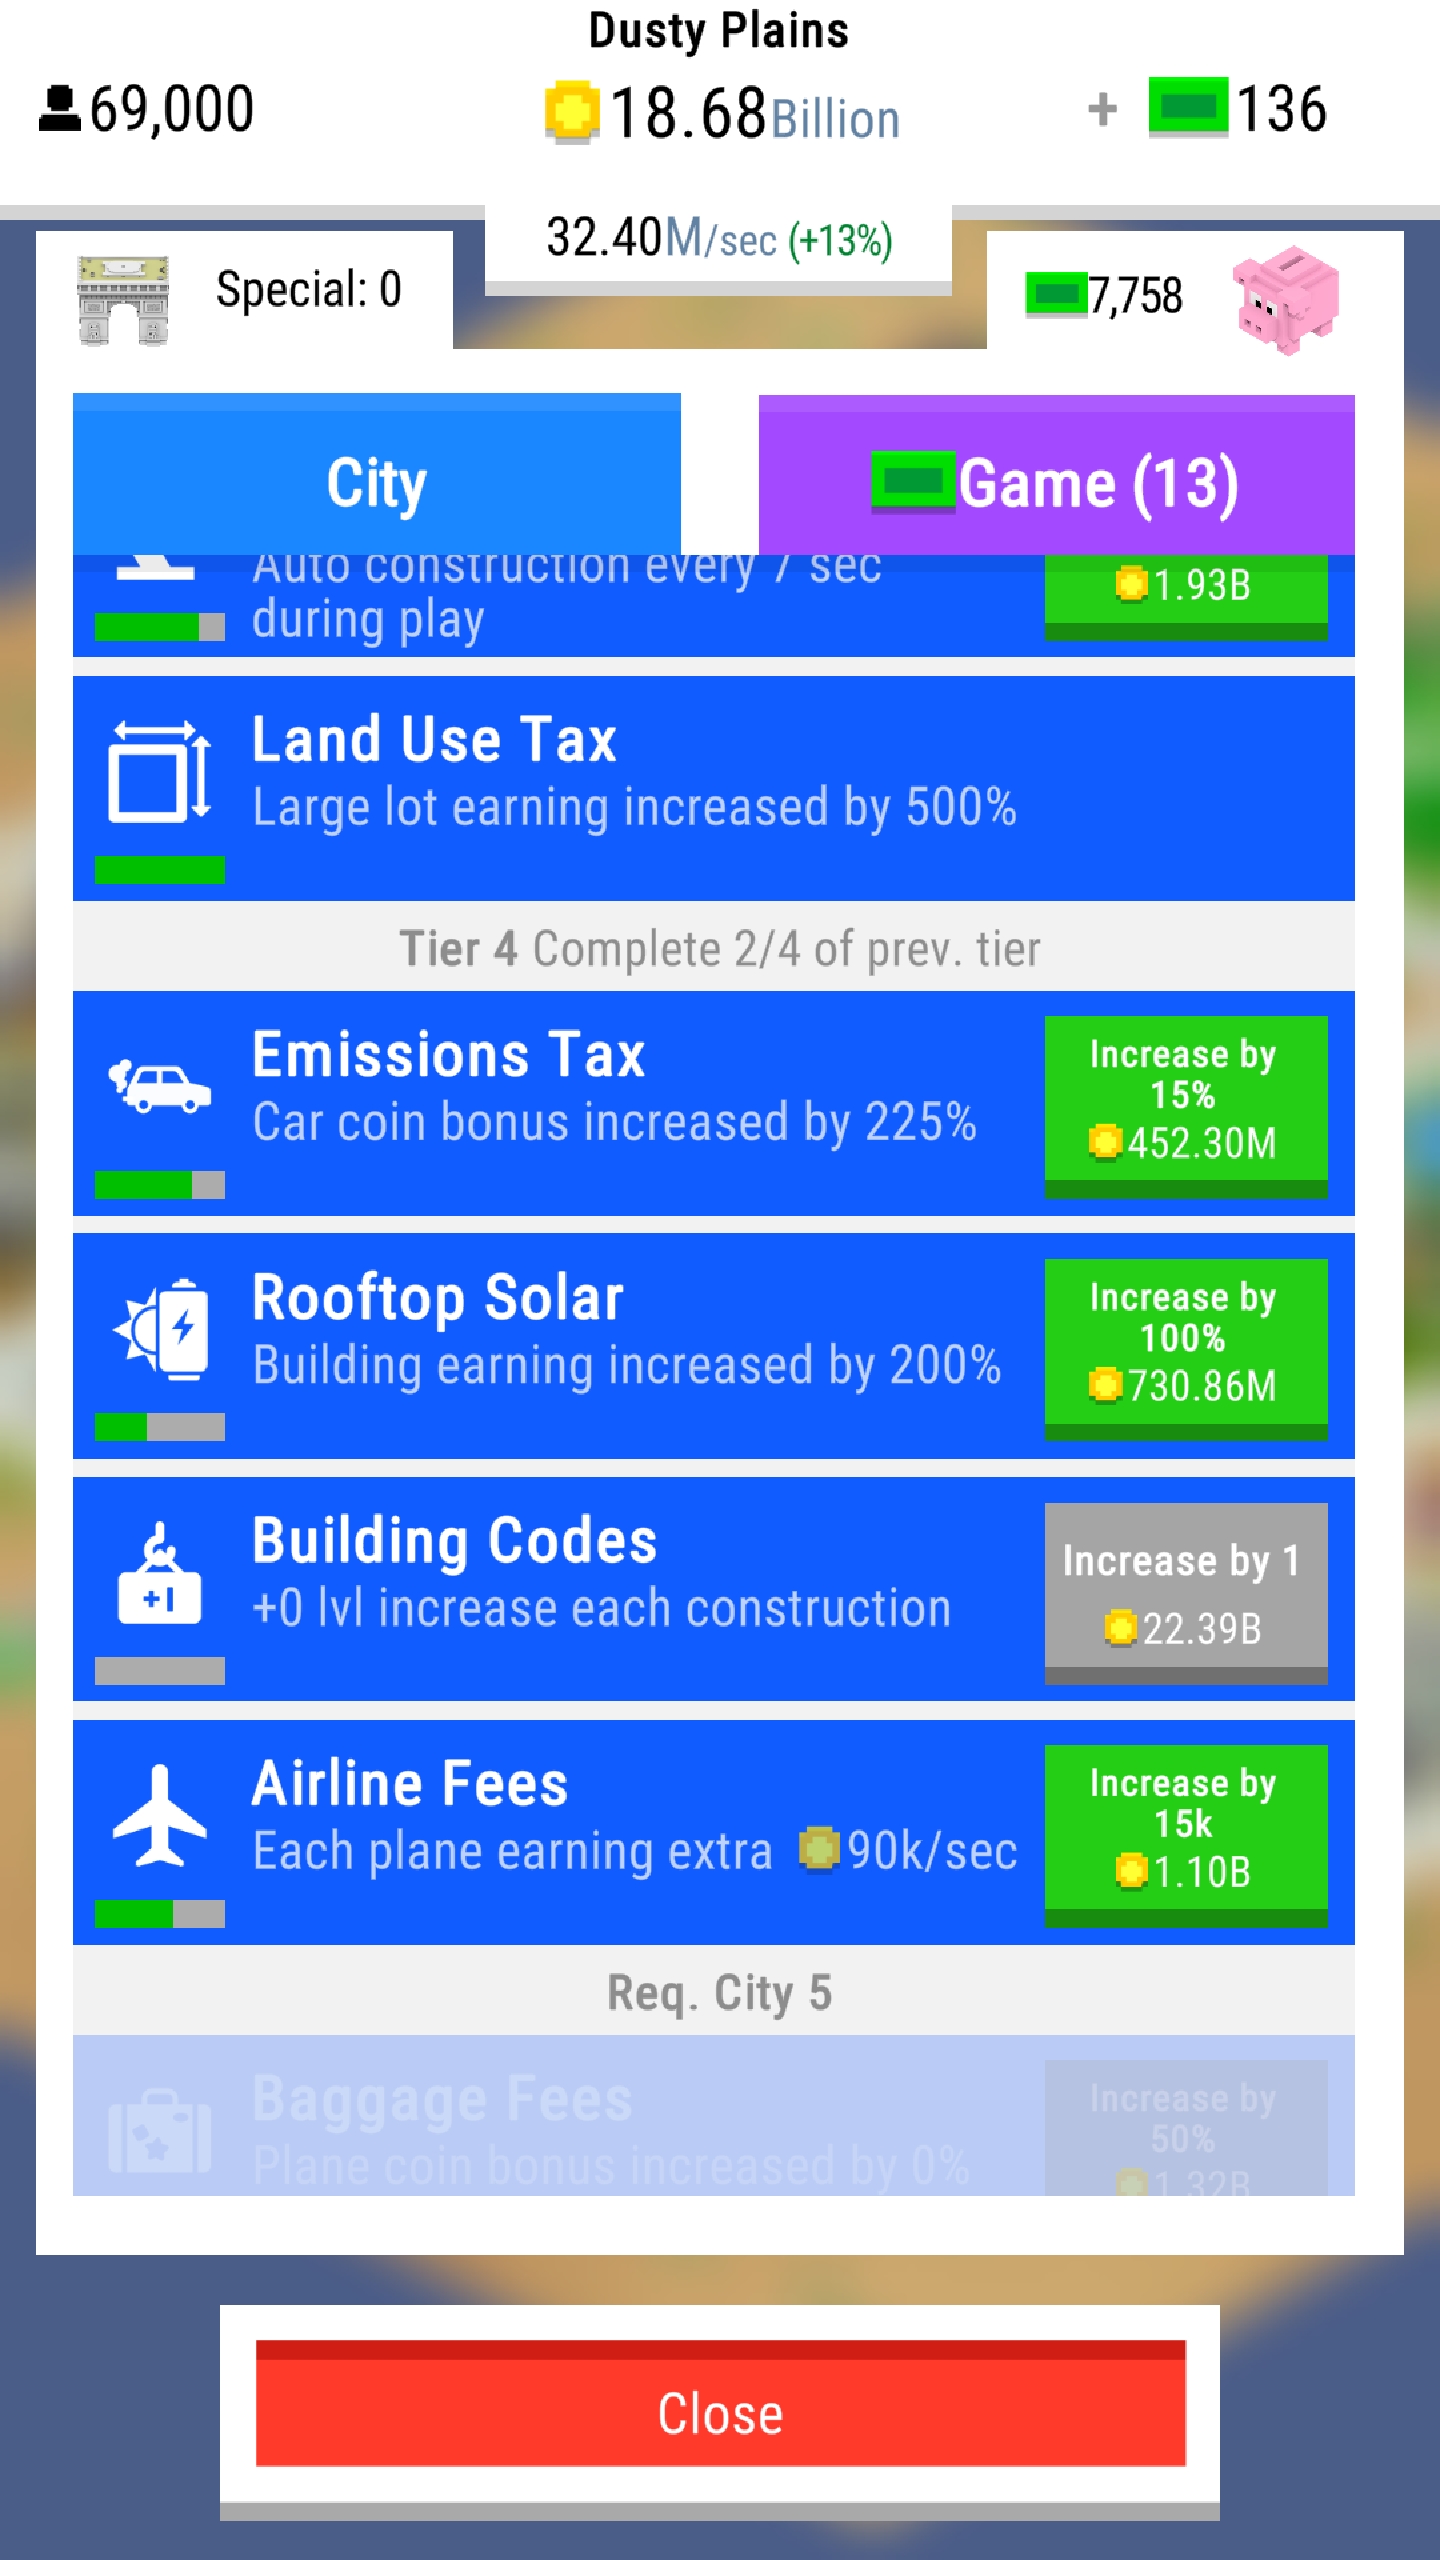 Dusty Plains
69,000
18.68Billion
+ 136
32.40M/sec (+13%)
Special: 0
7,758
City
Game (13)
Auto construction every 7 sec
during play
1.93B
Land Use Tax
Large lot earning increased by 500%
Tier 4 Complete 2/4 of prev. tier
Emissions Tax
Car coin bonus increased by 225%
Increase by
15%
452.30M
Rooftop Solar
Building earning increased by 200%
Increase by
100%
730.86M
+1
Building Codes
+0 lvl increase each construction
Increase by 1
22.39B
Airline Fees
Each plane earning extra 90k/sec
Increase by
15k
1.10B
Req. City 5
Baggage Fees
Plane coin bonus increased by 0%
Increase by
50%
1.32B
Close